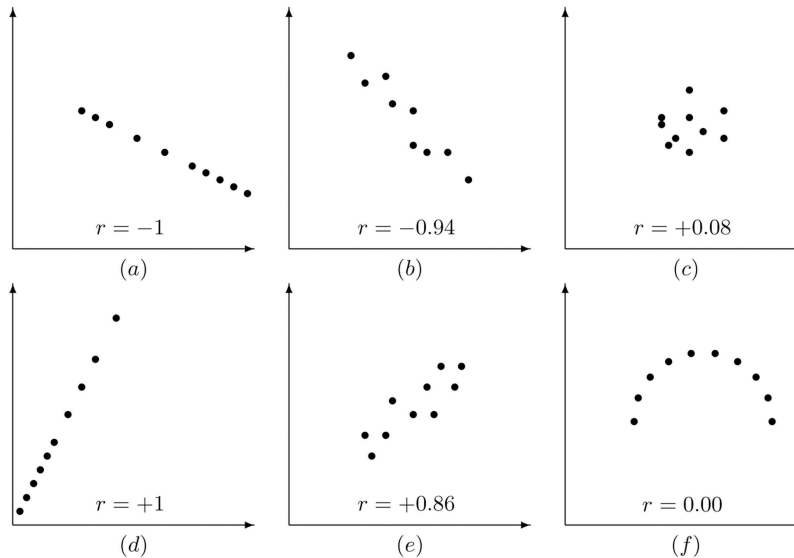 r = −1
r = −0.94
r = +0.08
(a)
(b)
(c)
r = +1
r = +0.86
r = 0.00
(d)
(e)
(f)